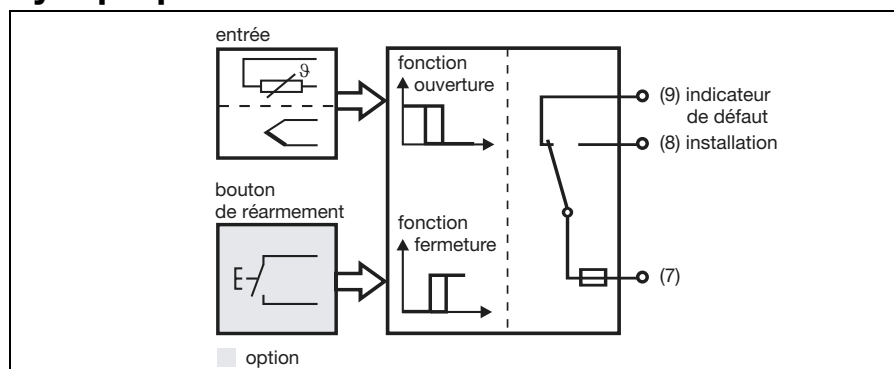 entrée
ϑ
fonction
ouverture
(9) indicateur
de défaut
(8) installation
bouton
de réarmement
fonction
fermeture
(7)
option